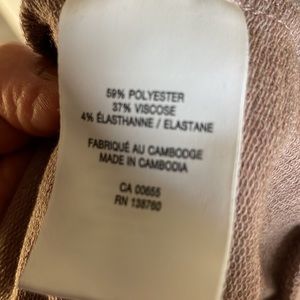 59% POLYESTER
37% VISCOSE
4% ÉLASTHANNE / ELASTANE
FABRIQUÉ AU CAMBODGE
MADE IN CAMBODIA
CA 00655
RN 138760